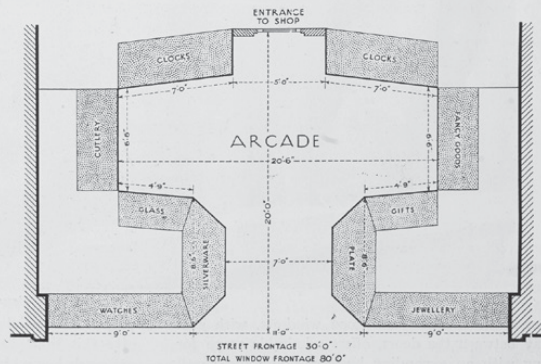 ENTRANCE
TO SHOP
CLOCKS
CLOCKS
7'0"
5'0"
7'0"
CUTLERY
6'6"
ARCADE
6'6"
FANCY GOODS
20'6"
4'9"
4'9"
GLASS
20'0"
GIFTS
8'6"
SILVERWARE
7'0"
PLATE
8'6"
WATCHES
JEWELLERY
9'0"
9'0"
STREET FRONTAGE 30'0"
TOTAL WINDOW FRONTAGE 80'0"